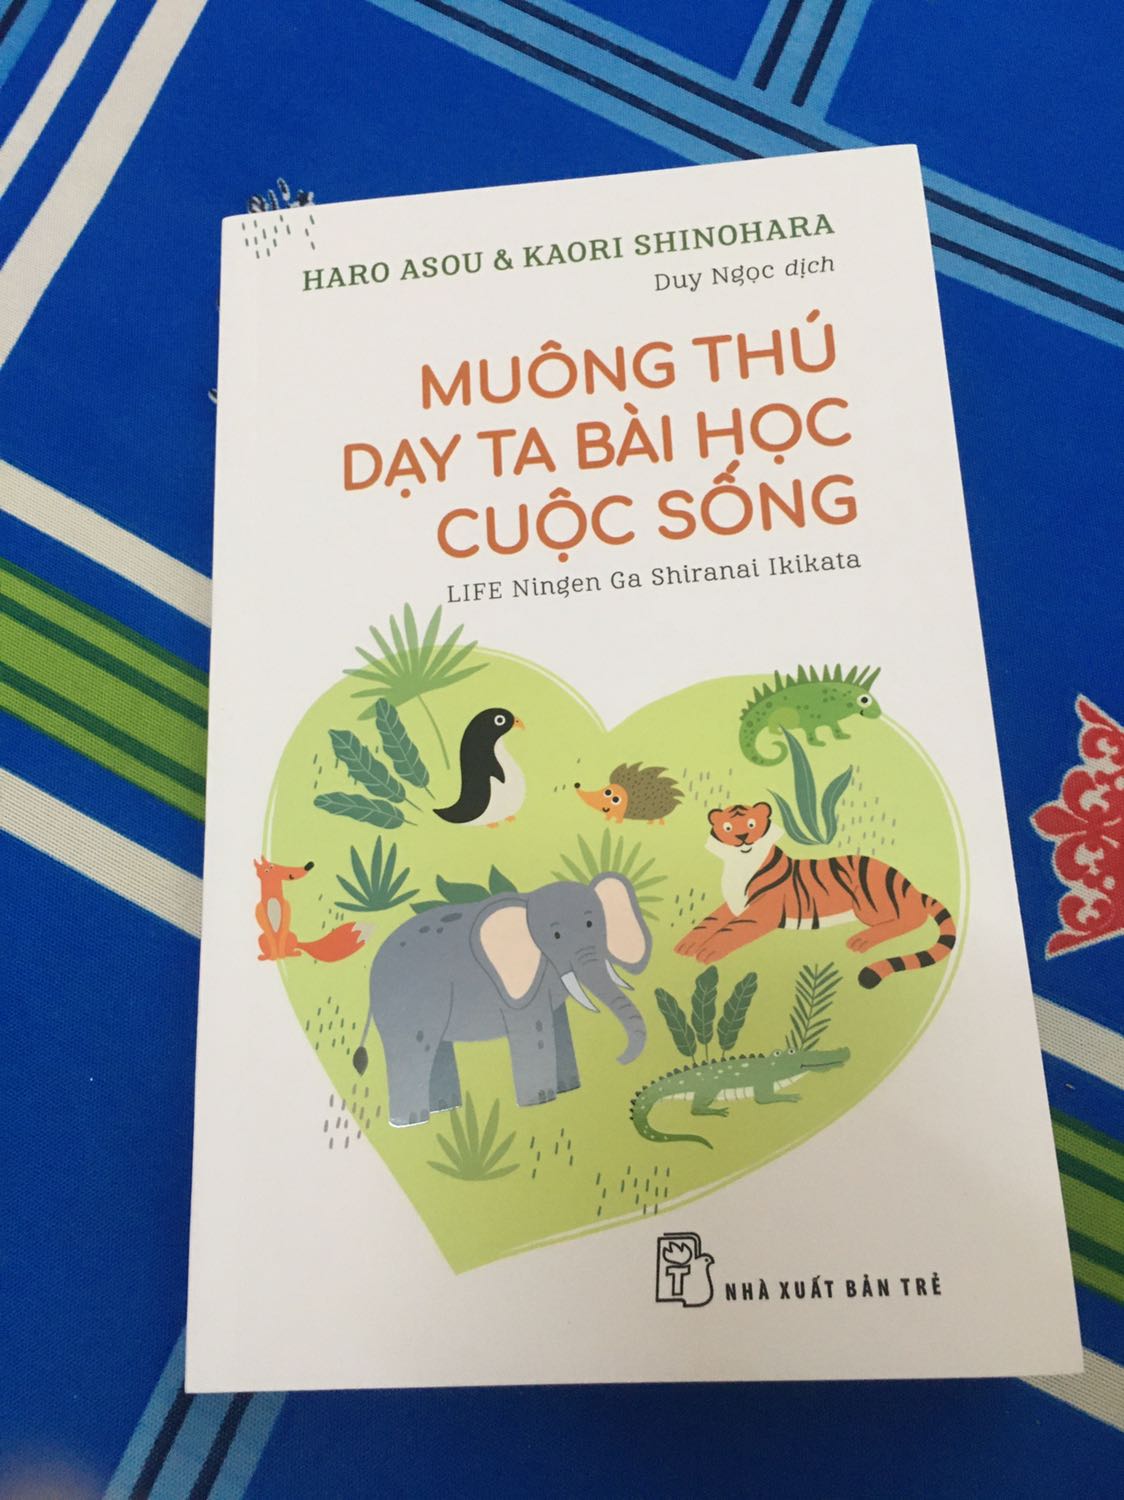 HARO ASOU & KAORI SHINOHARA
Duy Ngọc dịch
MUÔNG THÚ
DẠY TA BÀI HỌC
CUỘC SỐNG
LIFE Ningen Ga Shiranai Ikikata
T
NHÀ XUẤT BẢN TRẺ